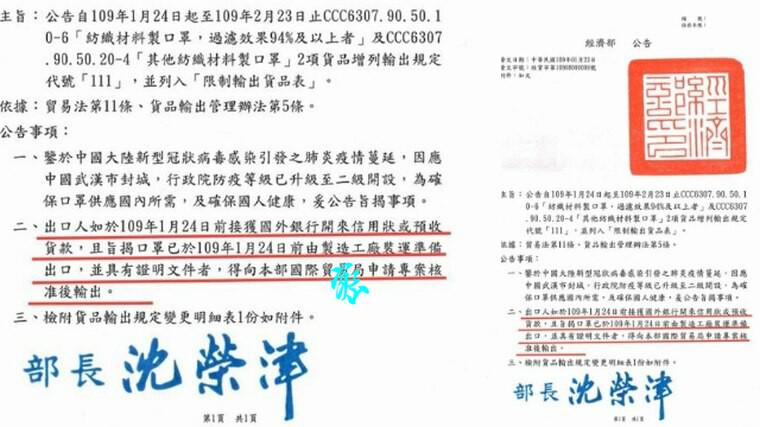 主旨：公告自109年1月24日起至109年2月23日止CCC6307.90.50.1
0-6「紡織材料製口罩，過濾效果94%及以上者」及CCC6307
.90.50.20-4「其他紡織材料製口罩」2項貨品增列輸出規定
代號「111」，並列入「限制輸出貨品表」。
依據：貿易法第11條、貨品輸出管理辦法第5條。
公告事項：
一、鑒於中國大陸新型冠狀病毒感染引發之肺炎疫情蔓延，因應
中國武漢市封城，行政院防疫等級已升級至二級開設，為確
保口罩供應國內所需，及確保國人健康，爰公告旨揭事項。
二、出口人如於109年1月24日前接獲國外銀行開來信用狀或預收
貨款，且旨揭口罩已於109年1月24日前由製造工廠裝運準備
出口，並具有證明文件者，得向本部國際貿易局申請專案核
准後輸出。
三、檢附貨品輸出規定變更明細表1份如附件。
部長 沈榮津
第1頁 共1頁
經濟部 公告
發文日期：中華民國109年01月23日
附件：如文
主旨：公告自109年1月24日起至109年2月23日止CCC6307.90.50.1
0-6「紡織材料製口罩，過濾效果94%及以上者」及CCC6307
.90.50.20-4「其他紡織材料製口罩」2項貨品增列輸出規定
代號「111」，並列入「限制輸出貨品表」。
依據：貿易法第11條、貨品輸出管理辦法第5條。
公告事項：
一、鑒於中國大陸新型冠狀病毒感染引發之肺炎疫情蔓延，因應
中國武漢市封城，行政院防疫等級已升級至二級開設，為確
保口罩供應國內所需，及確保國人健康，爰公告旨揭事項。
二、出口人如於109年1月24日前接獲國外銀行開來信用狀或預收
貨款，且旨揭口罩已於109年1月24日前由製造工廠裝運準備
出口，並具有證明文件者，得向本部國際貿易局申請專案核
准後輸出。
三、檢附貨品輸出規定變更明細表1份如附件。
部長 沈榮津
第1頁 共1頁